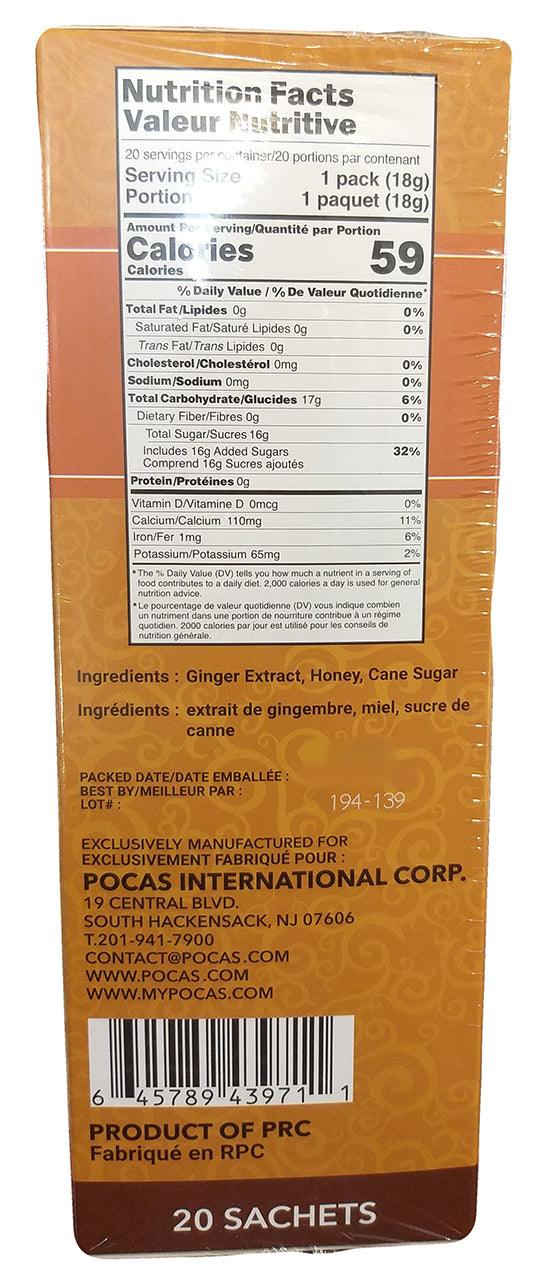 Nutrition Facts
Valeur Nutritive
20 servings per container/20 portions par contenant
Serving Size 1 pack (18g)
Portion 1 paquet (18g)
Amount Per Serving/Quantité par Portion
Calories 59
Calories
% Daily Value / % De Valeur Quotidienne*
Total Fat/Lipides 0g 0%
Saturated Fat/Saturé Lipides 0g 0%
Trans Fat/Trans Lipides 0g
Cholesterol/Cholestérol 0mg 0%
Sodium/Sodium 0mg 0%
Total Carbohydrate/Glucides 17g 6%
Dietary Fiber/Fibres 0g 0%
Total Sugar/Sucres 16g
Includes 16g Added Sugars 32%
Comprend 16g Sucres ajoutés
Protein/Protéines 0g
Vitamin D/Vitamine D 0mcg 0%
Calcium/Calcium 110mg 11%
Iron/Fer 1mg 6%
Potassium/Potassium 65mg 2%
* The % Daily Value (DV) tells you how much a nutrient in a serving of
food contributes to a daily diet. 2,000 calories a day is used for general
nutrition advice.
* Le pourcentage de valeur quotidienne (DV) vous indique combien
un nutriment dans une portion de nourriture contribue à un régime
quotidien. 2000 calories par jour est utilisé pour les conseils de
nutrition générale.
Ingredients : Ginger Extract, Honey, Cane Sugar
Ingrédients : extrait de gingembre, miel, sucre de
canne
PACKED DATE/DATE EMBALLÉE :
BEST BY/MEILLEUR PAR :
LOT# : 194-139
EXCLUSIVELY MANUFACTURED FOR
EXCLUSIVEMENT FABRIQUÉ POUR :
POCAS INTERNATIONAL CORP.
19 CENTRAL BLVD.
SOUTH HACKENSACK, NJ 07606
T.201-941-7900
CONTACT@POCAS.COM
WWW.POCAS.COM
WWW.MYPOCAS.COM
6 45789 43971 1
PRODUCT OF PRC
Fabriqué en RPC
20 SACHETS